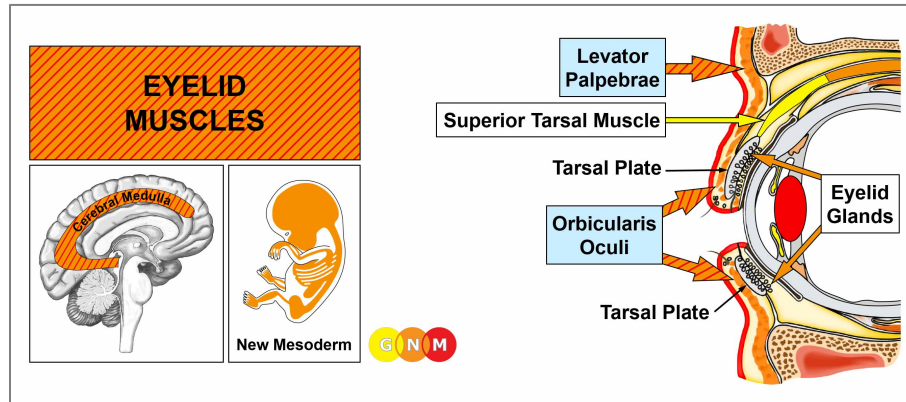 EYELID
MUSCLES
Cerebral Medulla
New Mesoderm
G N M
Levator
Palpebrae
Superior Tarsal Muscle
Tarsal Plate
Orbicularis
Oculi
Eyelid
Glands
Tarsal Plate